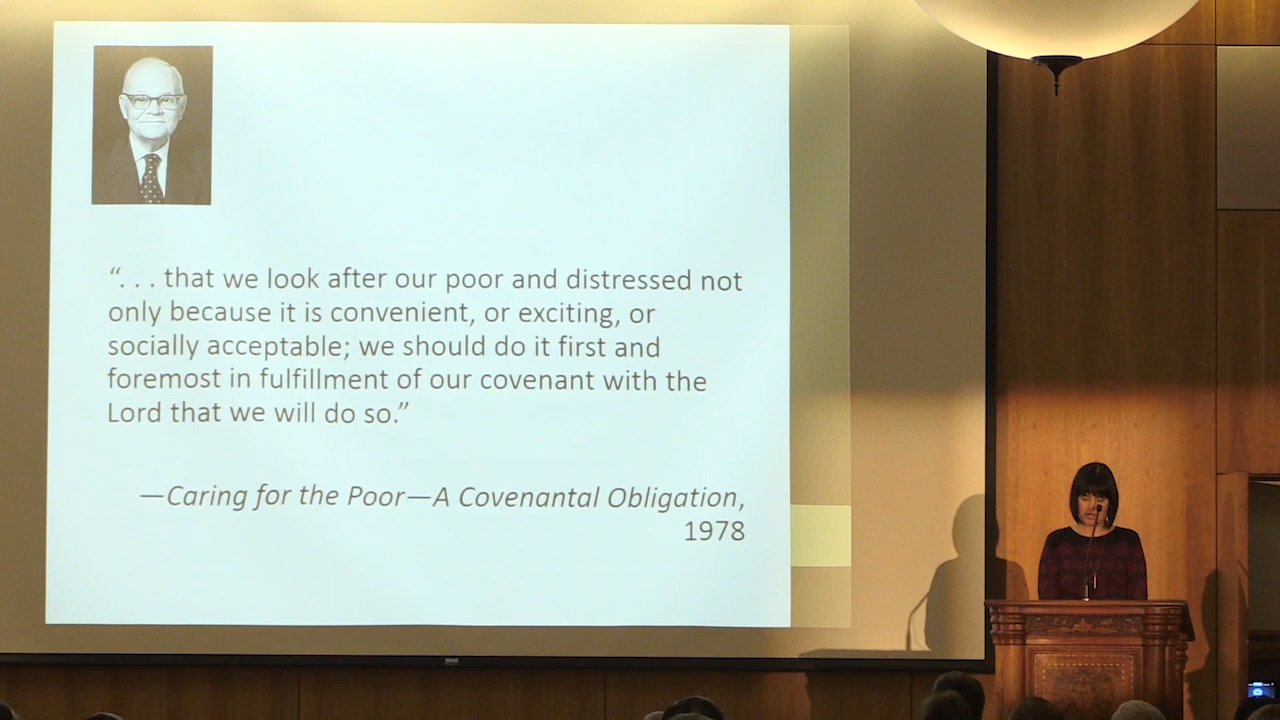 “. . . that we look after our poor and distressed not
only because it is convenient, or exciting, or
socially acceptable; we should do it first and
foremost in fulfillment of our covenant with the
Lord that we will do so.”
—Caring for the Poor—A Covenantal Obligation,
1978